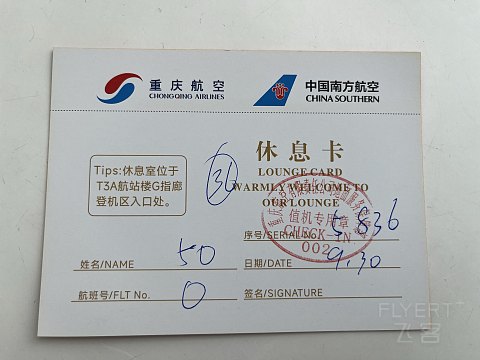 重庆航空
CHONGQING AIRLINES
中国南方航空
CHINA SOUTHERN
Tips:休息室位于
T3A航站楼G指廊
登机区入口处。
31
休息卡
LOUNGE CARD
WARMLY WELCOME TO
OUR LOUNGE
值机专用章
CHECK-IN
002
序号/SERIAL No. 5836
姓名/NAME 50
日期/DATE 9.30
航班号/FLT No. 0
签名/SIGNATURE
FLYERT+
飞客